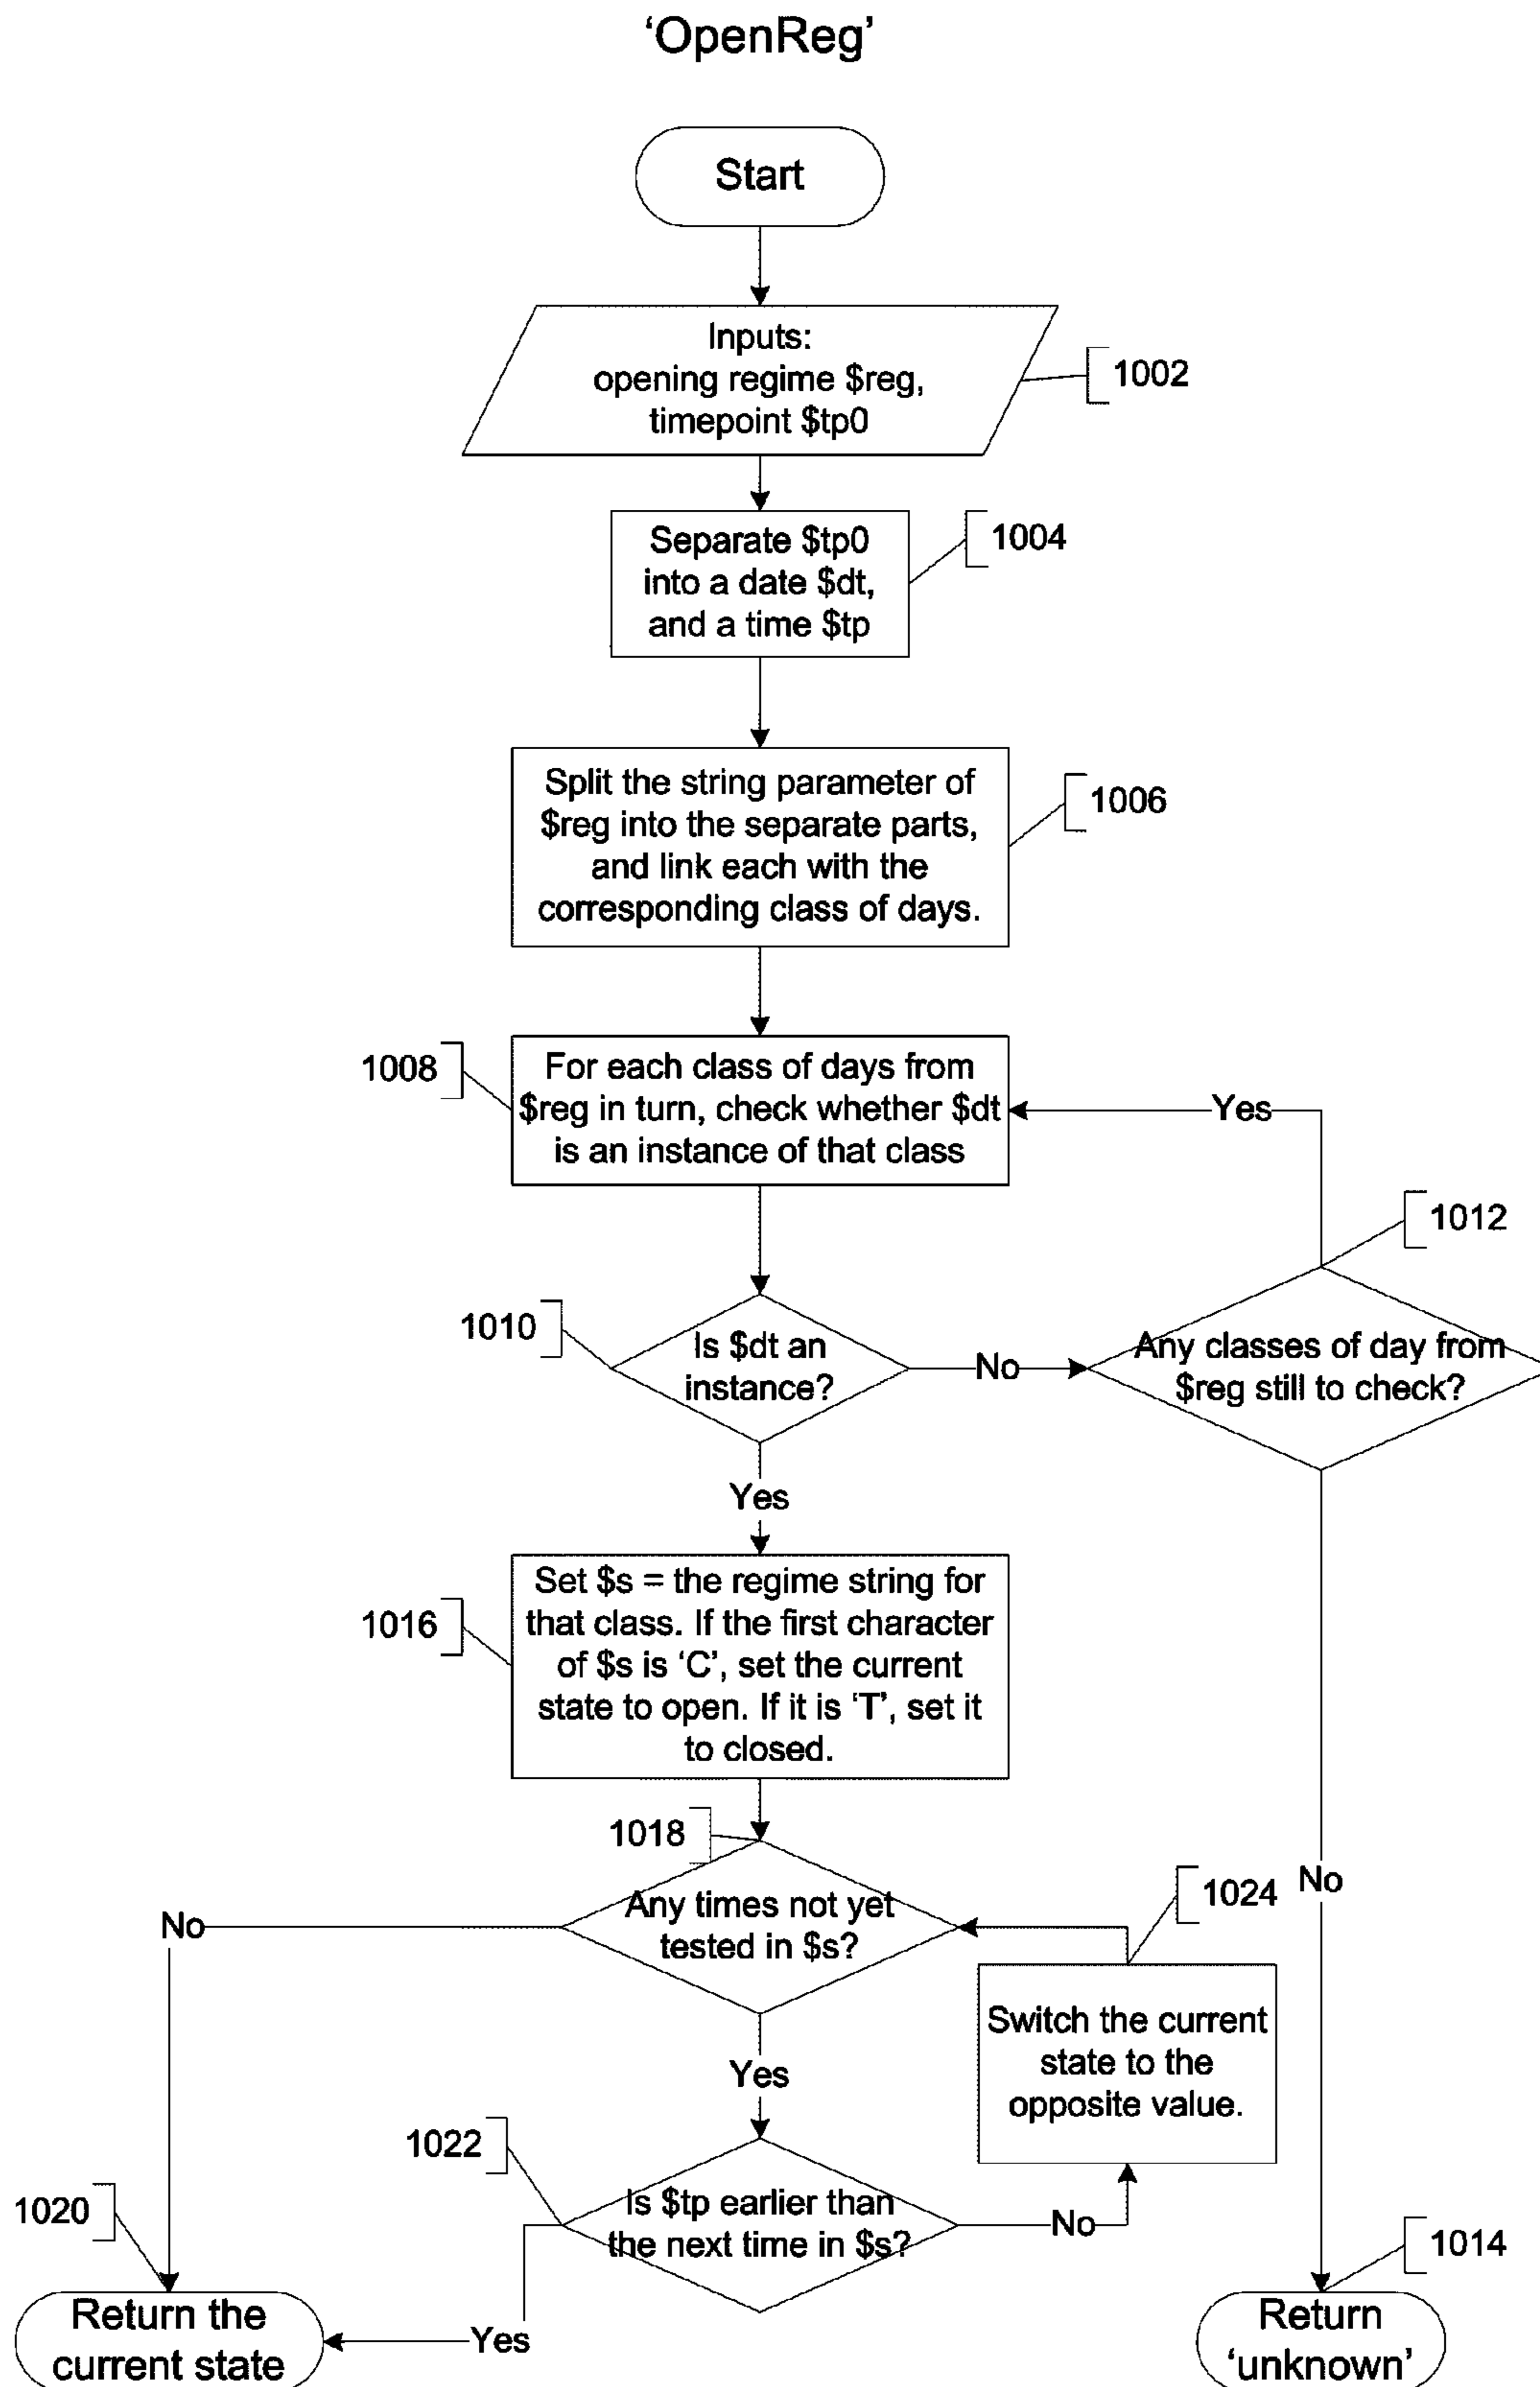 ‘OpenReg’
Start
Inputs:
opening regime $reg,
timepoint $tp0
1002
Separate $tp0
into a date $dt,
and a time $tp
1004
Split the string parameter of
$reg into the separate parts,
and link each with the
corresponding class of days.
1006
1008
For each class of days from
$reg in turn, check whether $dt
is an instance of that class
Yes
1012
1010
Is $dt an
instance?
No
Any classes of day from
$reg still to check?
Yes
1016
Set $s = the regime string for
that class. If the first character
of $s is ‘C’, set the current
state to open. If it is ‘T’, set it
to closed.
1018
Any times not yet
tested in $s?
No
1024
No
Switch the current
state to the
opposite value.
Yes
1022
Is $tp earlier than
the next time in $s?
No
1020
1014
Return the
current state
Yes
Return
‘unknown’